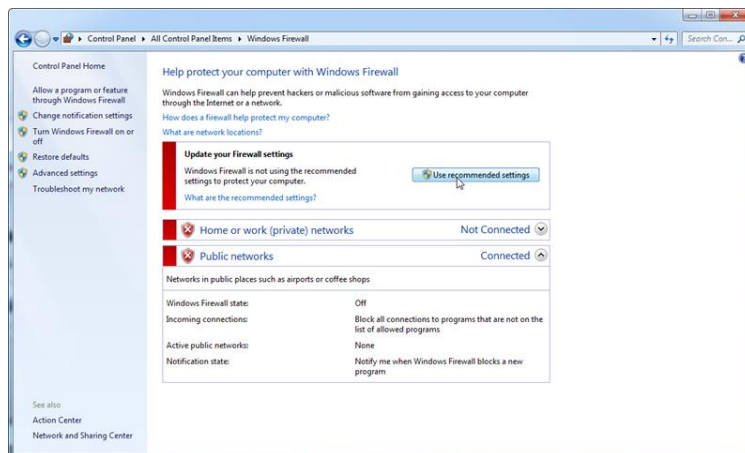 Control Panel All Control Panel Items Windows Firewall
Search Con...
Control Panel Home
Allow a program or feature
through Windows Firewall
Change notification settings
Turn Windows Firewall on or
off
Restore defaults
Advanced settings
Troubleshoot my network
See also
Action Center
Network and Sharing Center
Help protect your computer with Windows Firewall
Windows Firewall can help prevent hackers or malicious software from gaining access to your computer
through the Internet or a network.
How does a firewall help protect my computer?
What are network locations?
Update your Firewall settings
Windows Firewall is not using the recommended
settings to protect your computer.
Use recommended settings
What are the recommended settings?
Home or work (private) networks Not Connected
Public networks Connected
Networks in public places such as airports or coffee shops
Windows Firewall state: Off
Incoming connections: Block all connections to programs that are not on the
list of allowed programs
Active public networks: None
Notification state: Notify me when Windows Firewall blocks a new
program